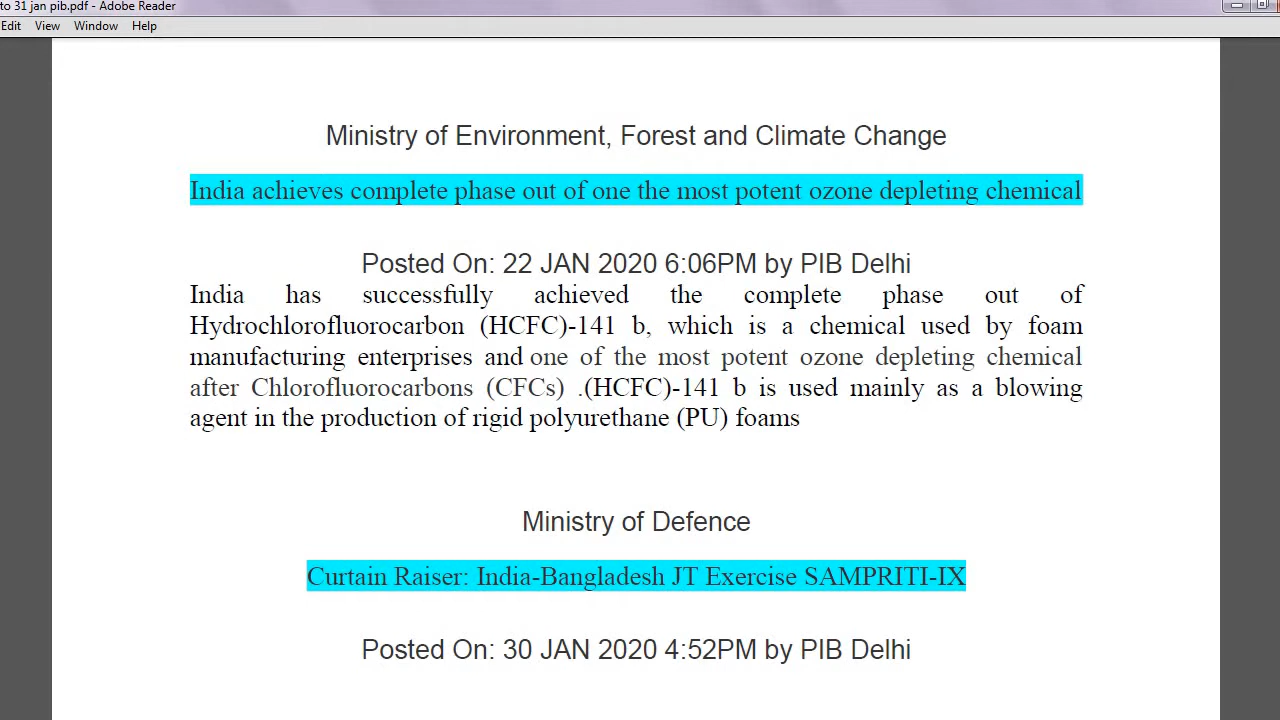 to 31 jan pib.pdf - Adobe Reader
Edit View Window Help
Ministry of Environment, Forest and Climate Change
India achieves complete phase out of one the most potent ozone depleting chemical
Posted On: 22 JAN 2020 6:06PM by PIB Delhi
India has successfully achieved the complete phase out of
Hydrochlorofluorocarbon (HCFC)-141 b, which is a chemical used by foam
manufacturing enterprises and one of the most potent ozone depleting chemical
after Chlorofluorocarbons (CFCs) .(HCFC)-141 b is used mainly as a blowing
agent in the production of rigid polyurethane (PU) foams
Ministry of Defence
Curtain Raiser: India-Bangladesh JT Exercise SAMPRITI-IX
Posted On: 30 JAN 2020 4:52PM by PIB Delhi